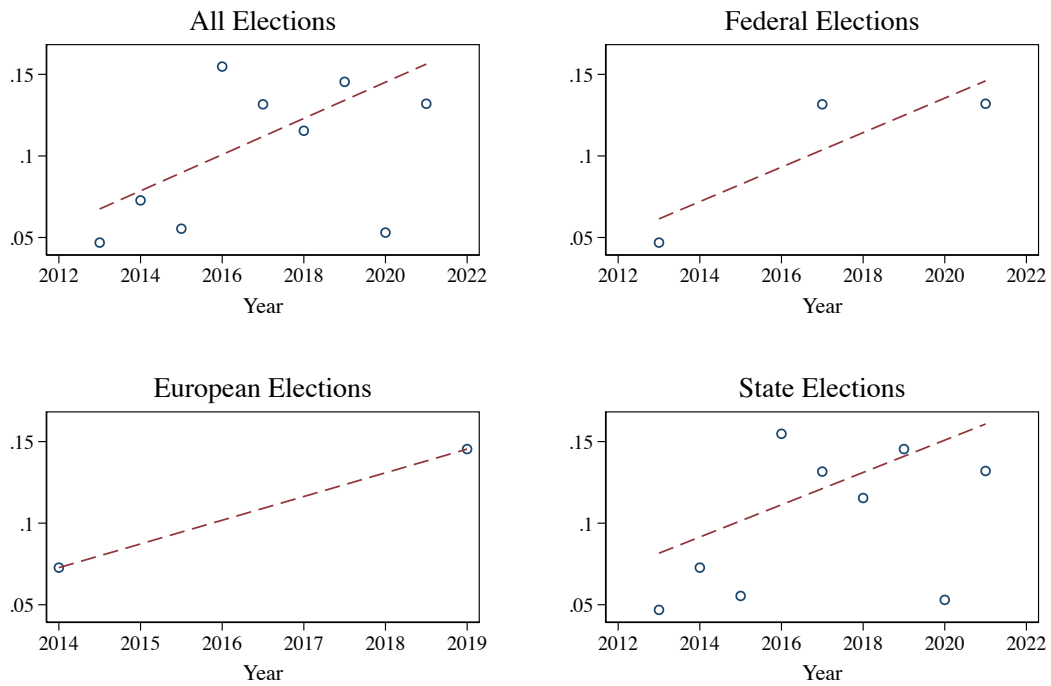 All Elections
.15
.1
.05
2012 2014 2016 2018 2020 2022
Year
Federal Elections
.15
.1
.05
2012 2014 2016 2018 2020 2022
Year
European Elections
.15
.1
.05
2014 2015 2016 2017 2018 2019
Year
State Elections
.15
.1
.05
2012 2014 2016 2018 2020 2022
Year